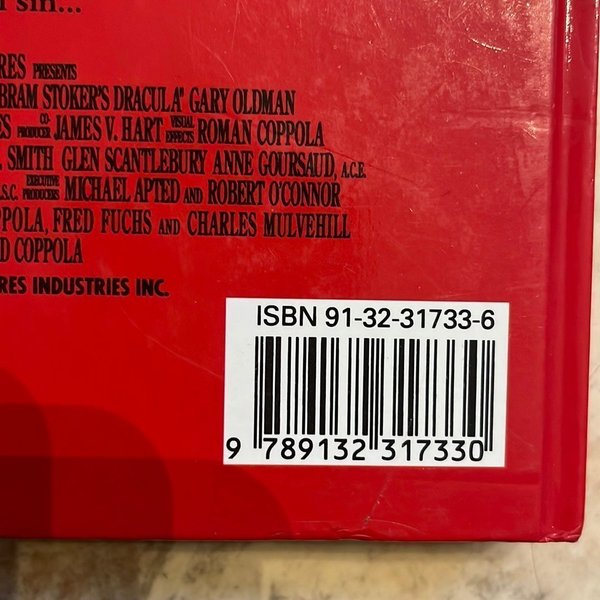 sin...
RES PRESENTS
BRAM STOKER'S DRACULA" GARY OLDMAN
ES CO-PRODUCER JAMES V. HART VISUAL EFFECTS ROMAN COPPOLA
. SMITH GLEN SCANTLEBURY ANNE GOURSAUD, A.C.E.
.S.C. EXECUTIVE PRODUCERS MICHAEL APTED AND ROBERT O'CONNOR
PPOLA, FRED FUCHS AND CHARLES MULVEHILL
D COPPOLA
RES INDUSTRIES INC.
ISBN 91-32-31733-6
9 789132 317330